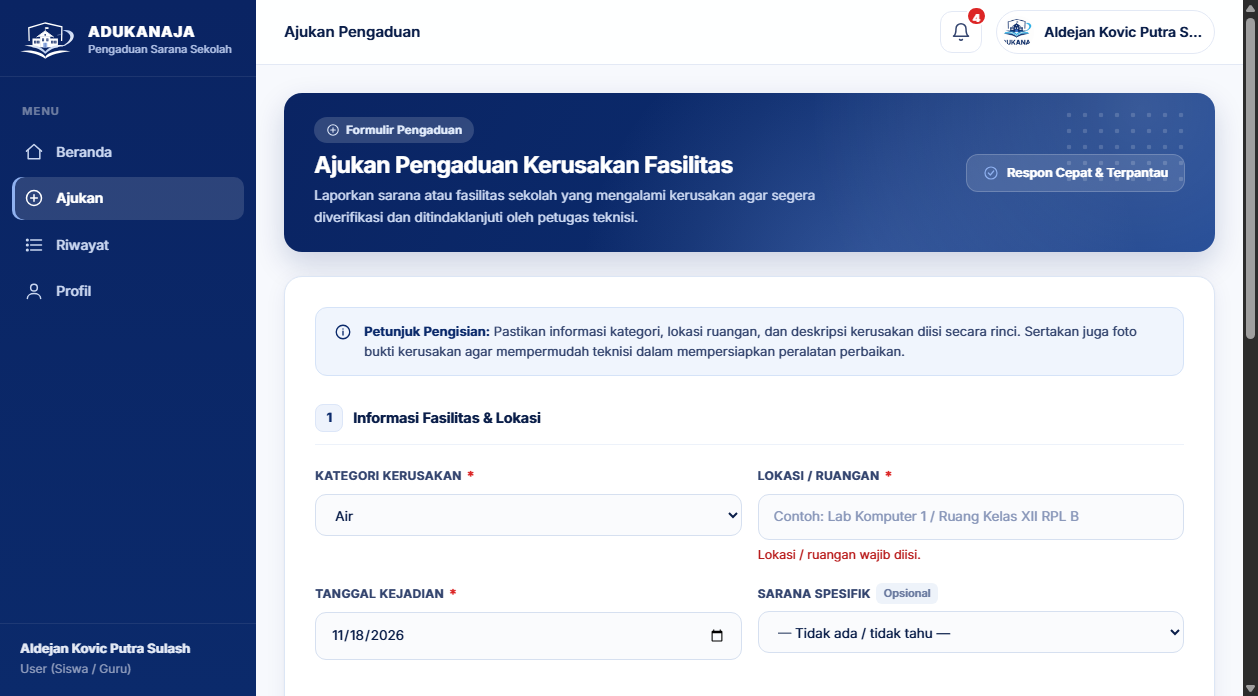 ADUKANAJA
Pengaduan Sarana Sekolah
MENU
Beranda
Ajukan
Riwayat
Profil
Aldejan Kovic Putra Sulash
User (Siswa / Guru)
Ajukan Pengaduan
4
UKANA
Aldejan Kovic Putra S...
Formulir Pengaduan
Ajukan Pengaduan Kerusakan Fasilitas
Laporkan sarana atau fasilitas sekolah yang mengalami kerusakan agar segera
diverifikasi dan ditindaklanjuti oleh petugas teknisi.
Respon Cepat & Terpantau
Petunjuk Pengisian: Pastikan informasi kategori, lokasi ruangan, dan deskripsi kerusakan diisi secara rinci. Sertakan juga foto
bukti kerusakan agar mempermudah teknisi dalam mempersiapkan peralatan perbaikan.
1 Informasi Fasilitas & Lokasi
KATEGORI KERUSAKAN *
Air
LOKASI / RUANGAN *
Contoh: Lab Komputer 1 / Ruang Kelas XII RPL B
Lokasi / ruangan wajib diisi.
TANGGAL KEJADIAN *
11/18/2026
SARANA SPESIFIK Opsional
— Tidak ada / tidak tahu —